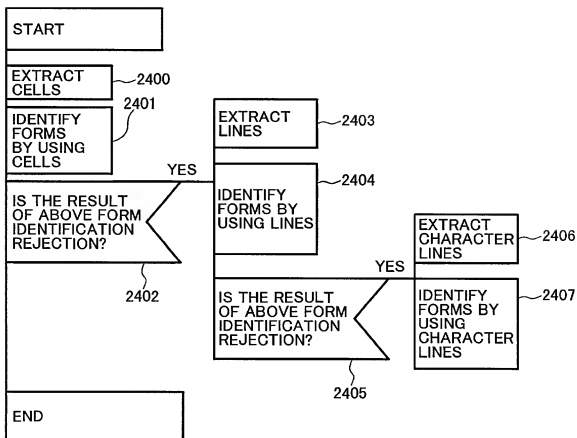 START
EXTRACT
CELLS
2400
2401
IDENTIFY
FORMS
BY USING
CELLS
YES
IS THE RESULT
OF ABOVE FORM
IDENTIFICATION
REJECTION?
2402
EXTRACT
LINES
2403
2404
IDENTIFY
FORMS BY
USING LINES
YES
IS THE RESULT
OF ABOVE FORM
IDENTIFICATION
REJECTION?
2405
EXTRACT
CHARACTER
LINES
2406
2407
IDENTIFY
FORMS BY
USING
CHARACTER
LINES
END